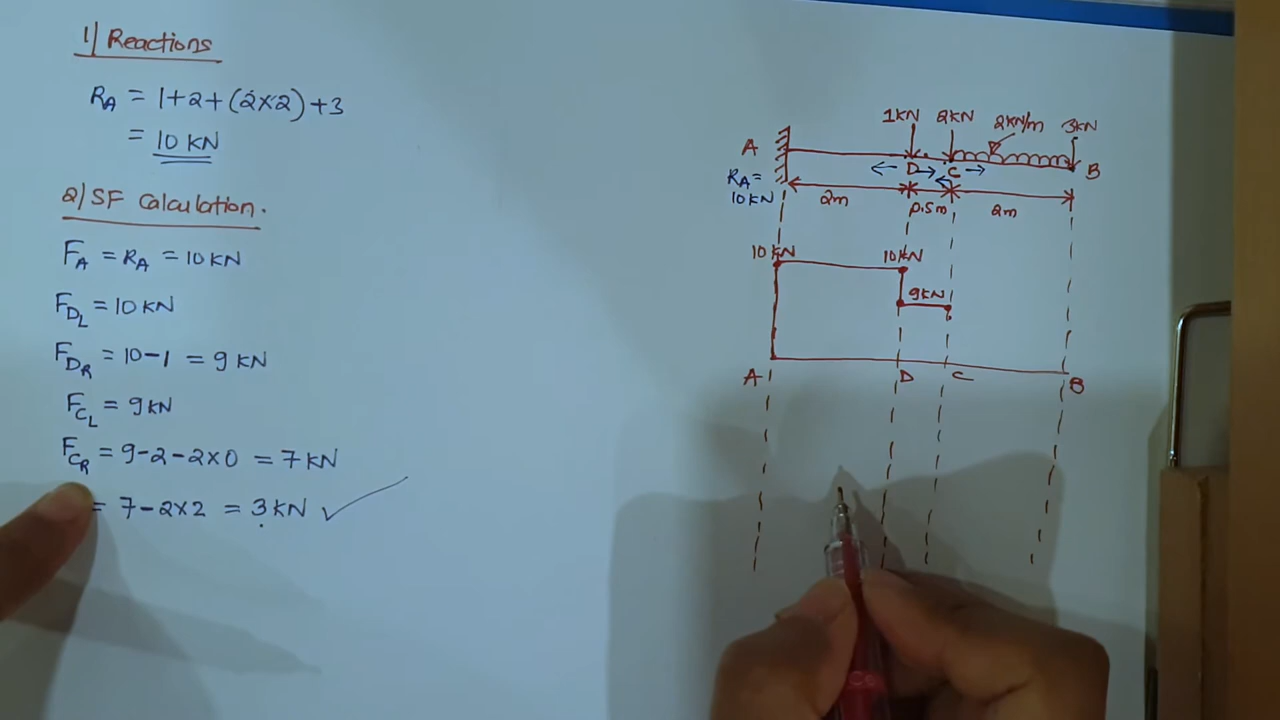 1) Reactions
RA = 1+2+(2×2)+3
= 10 KN
2) SF Calculation.
FA = RA = 10 KN
FDL = 10 KN
FDR = 10-1 = 9 KN
FCL = 9 KN
FCR = 9-2-2×0 = 7 KN
= 7-2×2 = 3 KN ✓
1KN 2KN 2KN/m 3KN
A D C B
RA =
10 KN
2m 0.5m 2m
10 KN 10 KN
9KN
A D C B